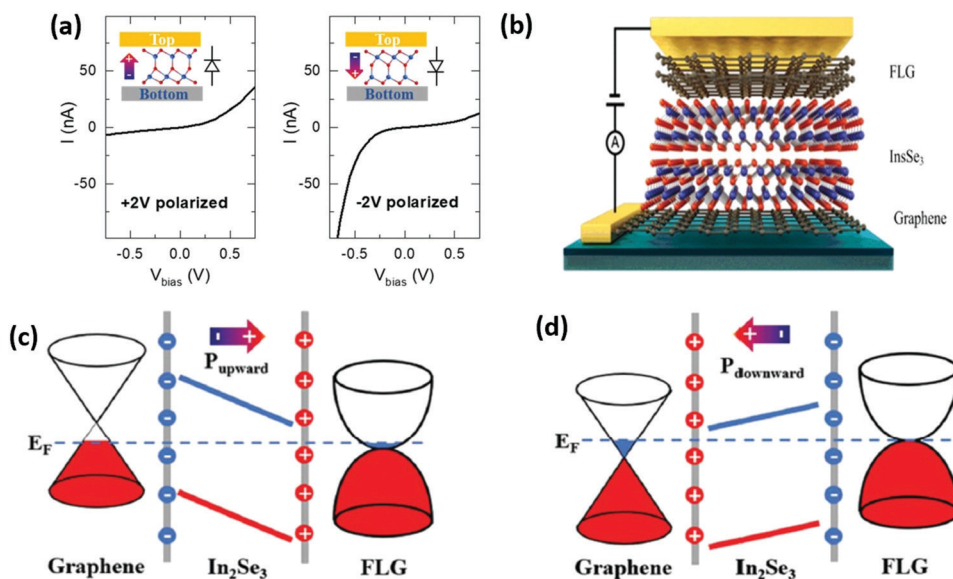 (a)
Top
Bottom
+2V polarized
I (nA)
50
0
-50
-0.5 0.0 0.5
V_bias (V)
Top
Bottom
-2V polarized
I (nA)
50
0
-50
-0.5 0.0 0.5
V_bias (V)
(b)
A
FLG
InsSe₃
Graphene
(c)
P_upward
E_F
Graphene In₂Se₃ FLG
(d)
P_downward
E_F
Graphene In₂Se₃ FLG